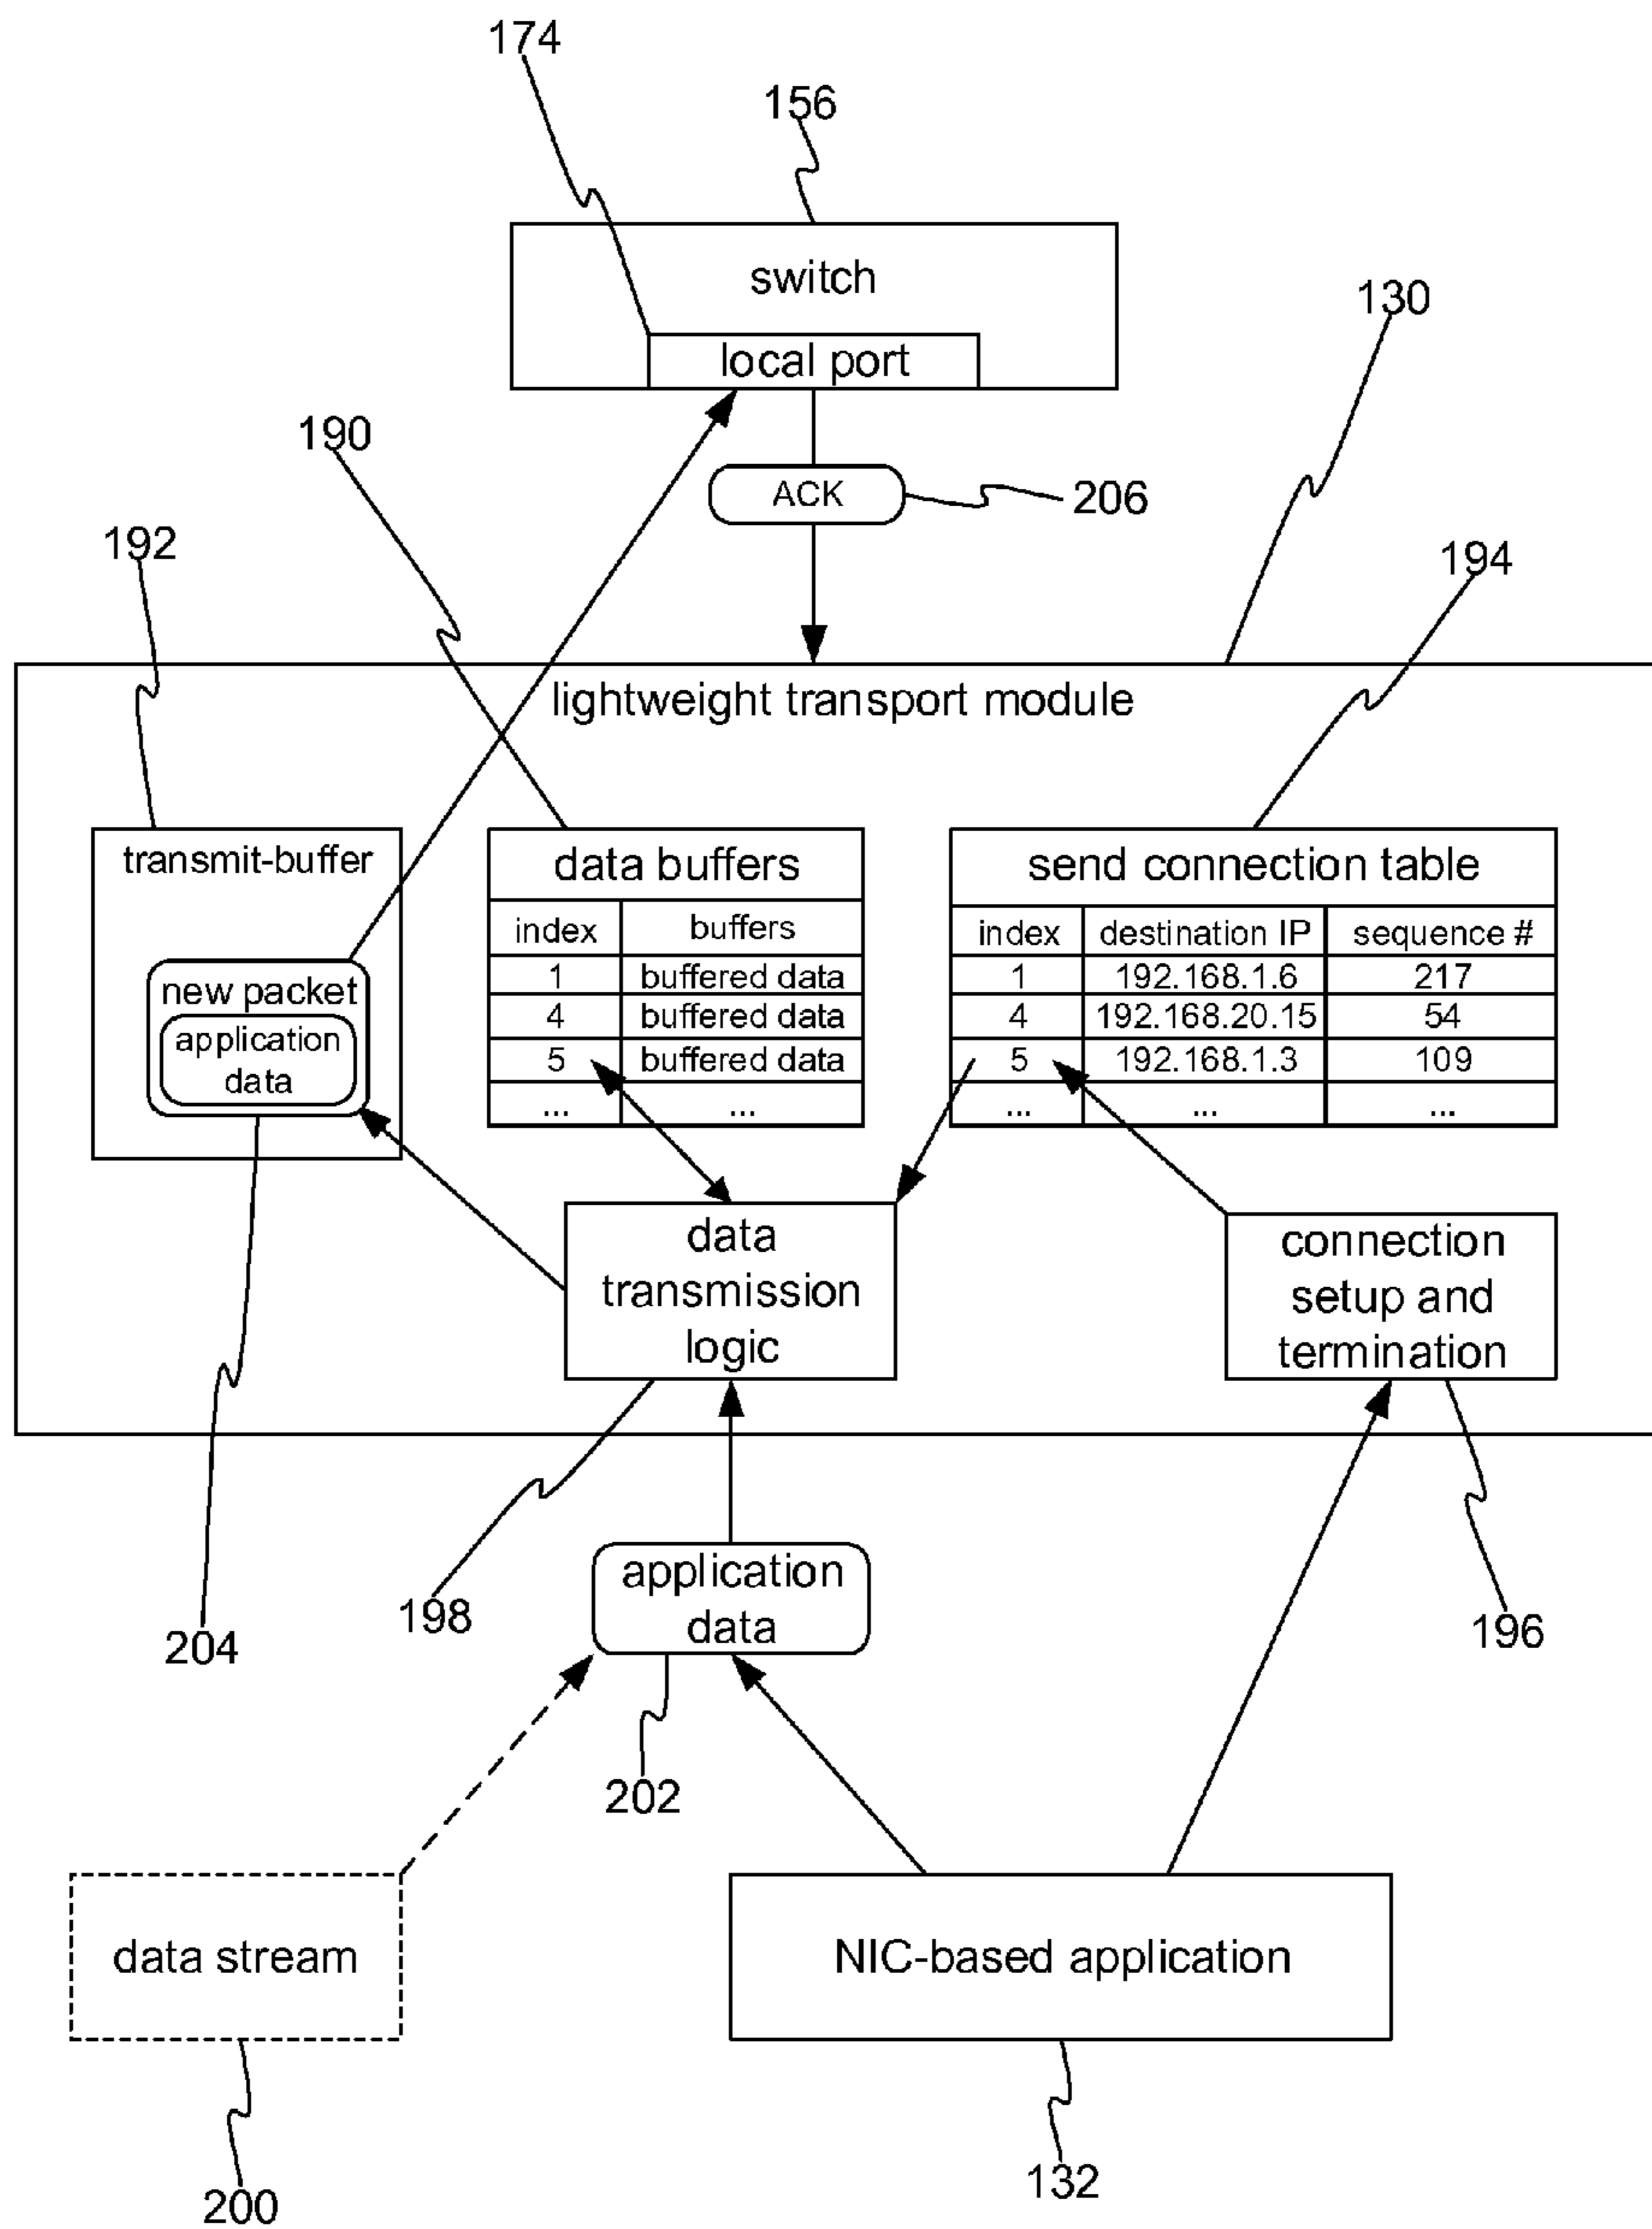 174
156
switch
130
local port
190
ACK
206
192
194
lightweight transport module
transmit-buffer
data buffers
send connection table
index buffers
index destination IP sequence #
new packet
application
data
1 buffered data
4 buffered data
5 buffered data
... ...
1 192.168.1.6 217
4 192.168.20.15 54
5 192.168.1.3 109
... ... ...
data
transmission
logic
connection
setup and
termination
204
198
application
data
196
202
data stream
NIC-based application
200
132